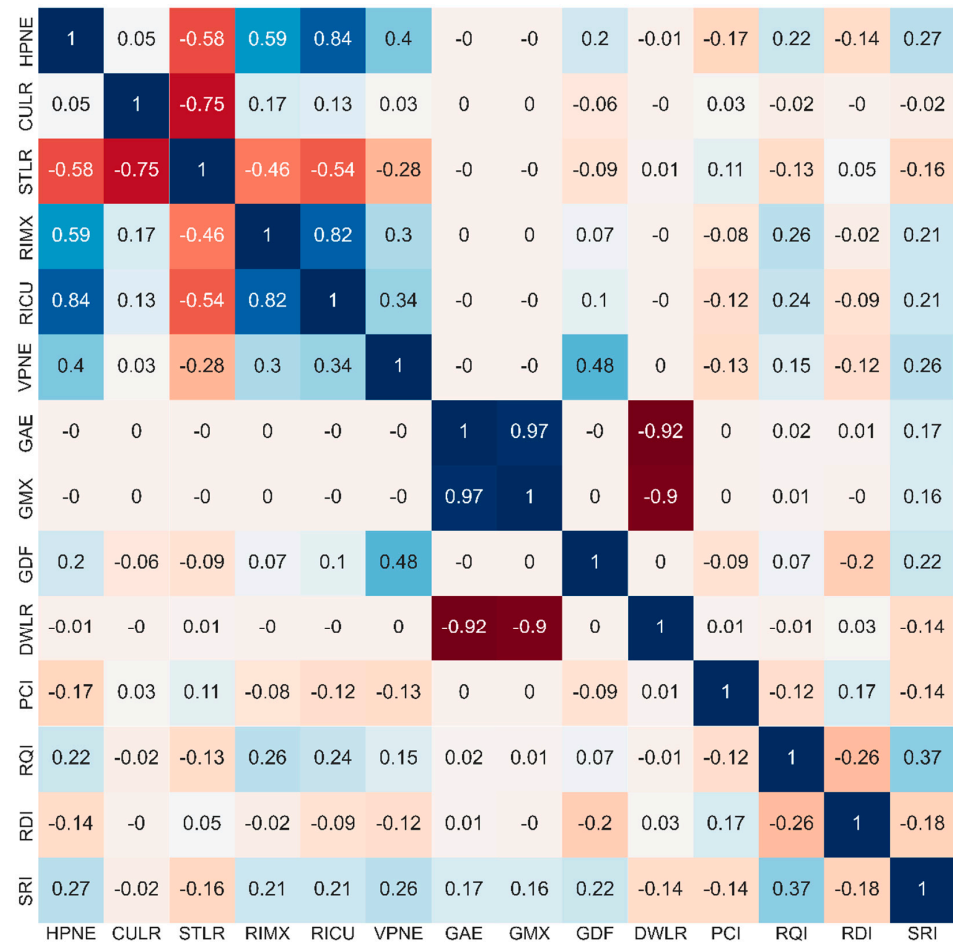 HPNE 1 0.05 -0.58 0.59 0.84 0.4 -0 -0 0.2 -0.01 -0.17 0.22 -0.14 0.27
CULR 0.05 1 -0.75 0.17 0.13 0.03 0 0 -0.06 -0 0.03 -0.02 -0 -0.02
STLR -0.58 -0.75 1 -0.46 -0.54 -0.28 -0 0 -0.09 0.01 0.11 -0.13 0.05 -0.16
RIMX 0.59 0.17 -0.46 1 0.82 0.3 0 0 0.07 -0 -0.08 0.26 -0.02 0.21
RICU 0.84 0.13 -0.54 0.82 1 0.34 -0 -0 0.1 -0 -0.12 0.24 -0.09 0.21
VPNE 0.4 0.03 -0.28 0.3 0.34 1 -0 -0 0.48 0 -0.13 0.15 -0.12 0.26
GAE -0 0 -0 0 -0 -0 1 0.97 -0 -0.92 0 0.02 0.01 0.17
GMX -0 0 0 0 -0 -0 0.97 1 0 -0.9 0 0.01 -0 0.16
GDF 0.2 -0.06 -0.09 0.07 0.1 0.48 -0 0 1 0 -0.09 0.07 -0.2 0.22
DWLR -0.01 -0 0.01 -0 -0 0 -0.92 -0.9 0 1 0.01 -0.01 0.03 -0.14
PCI -0.17 0.03 0.11 -0.08 -0.12 -0.13 0 0 -0.09 0.01 1 -0.12 0.17 -0.14
RQI 0.22 -0.02 -0.13 0.26 0.24 0.15 0.02 0.01 0.07 -0.01 -0.12 1 -0.26 0.37
RDI -0.14 -0 0.05 -0.02 -0.09 -0.12 0.01 -0 -0.2 0.03 0.17 -0.26 1 -0.18
SRI 0.27 -0.02 -0.16 0.21 0.21 0.26 0.17 0.16 0.22 -0.14 -0.14 0.37 -0.18 1
HPNE CULR STLR RIMX RICU VPNE GAE GMX GDF DWLR PCI RQI RDI SRI